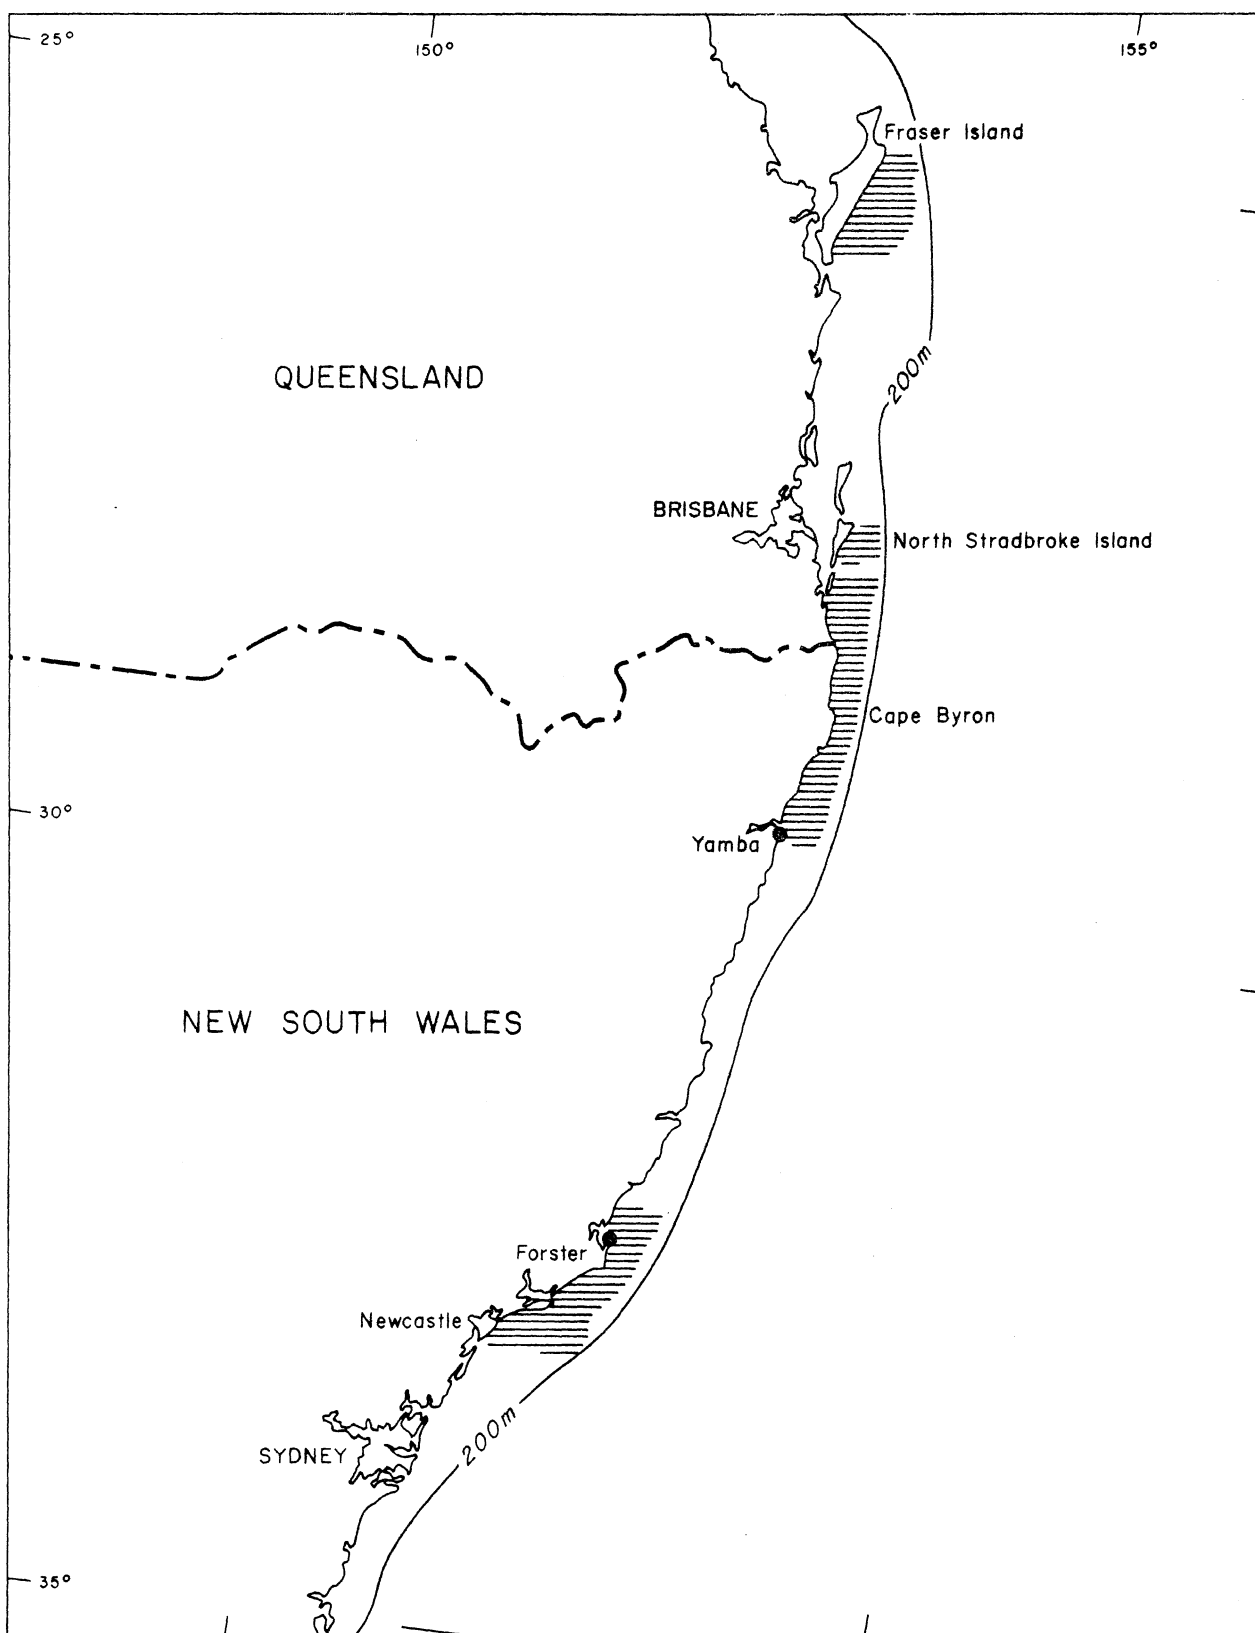 25°
150°
155°
Fraser Island
200m
QUEENSLAND
BRISBANE
North Stradbroke Island
Cape Byron
30°
Yamba
NEW SOUTH WALES
Forster
Newcastle
200m
SYDNEY
35°